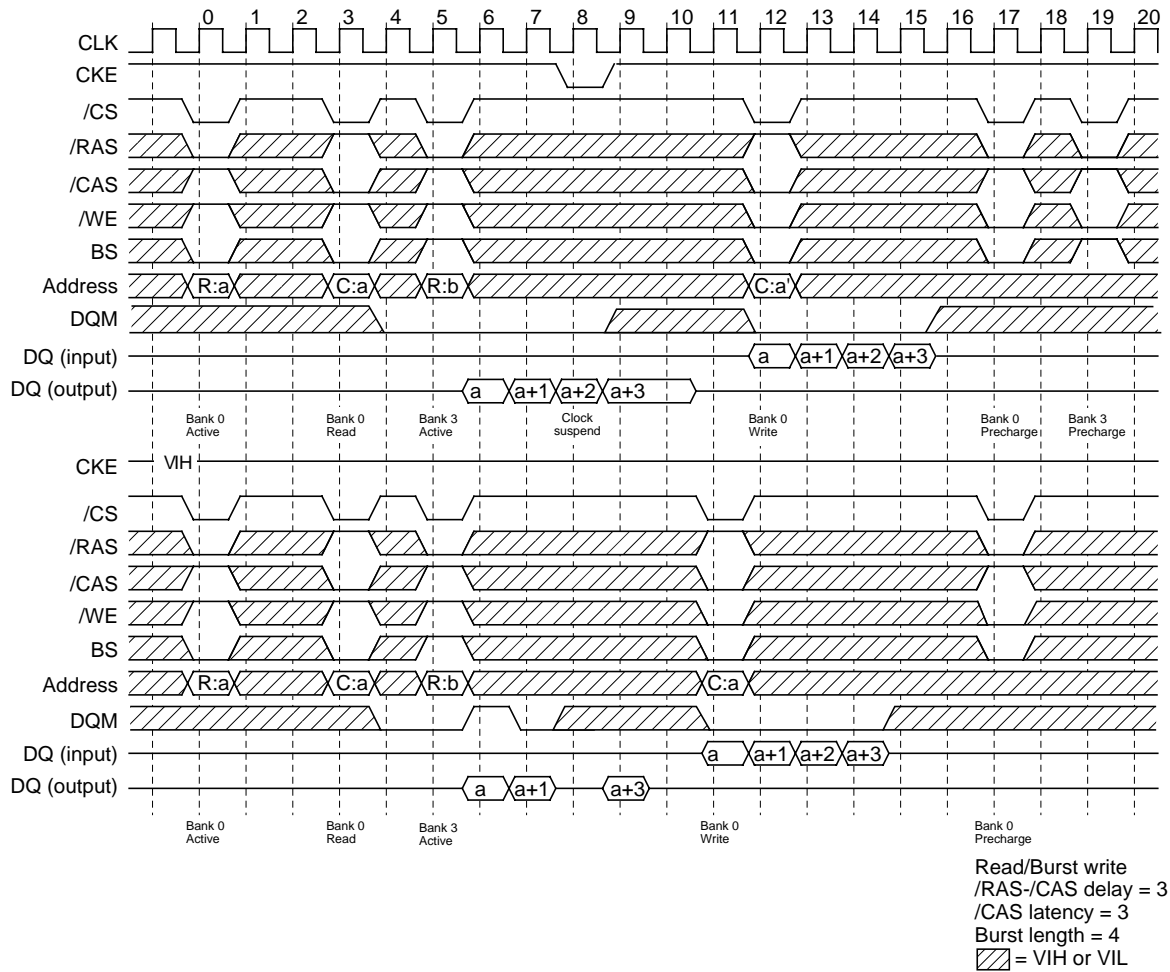 0 1 2 3 4 5 6 7 8 9 10 11 12 13 14 15 16 17 18 19 20
CLK
CKE
/CS
/RAS
/CAS
/WE
BS
Address R:a C:a R:b C:a'
DQM
DQ (input) a a+1 a+2 a+3
DQ (output) a a+1 a+2 a+3
Bank 0 Bank 0 Bank 3 Clock Bank 0 Bank 0 Bank 3
Active Read Active suspend Write Precharge Precharge
CKE VIH
/CS
/RAS
/CAS
/WE
BS
Address R:a C:a R:b C:a
DQM
DQ (input) a a+1 a+2 a+3
DQ (output) a a+1 a+3
Bank 0 Bank 0 Bank 3 Bank 0 Bank 0
Active Read Active Write Precharge
Read/Burst write
/RAS-/CAS delay = 3
/CAS latency = 3
Burst length = 4
= VIH or VIL